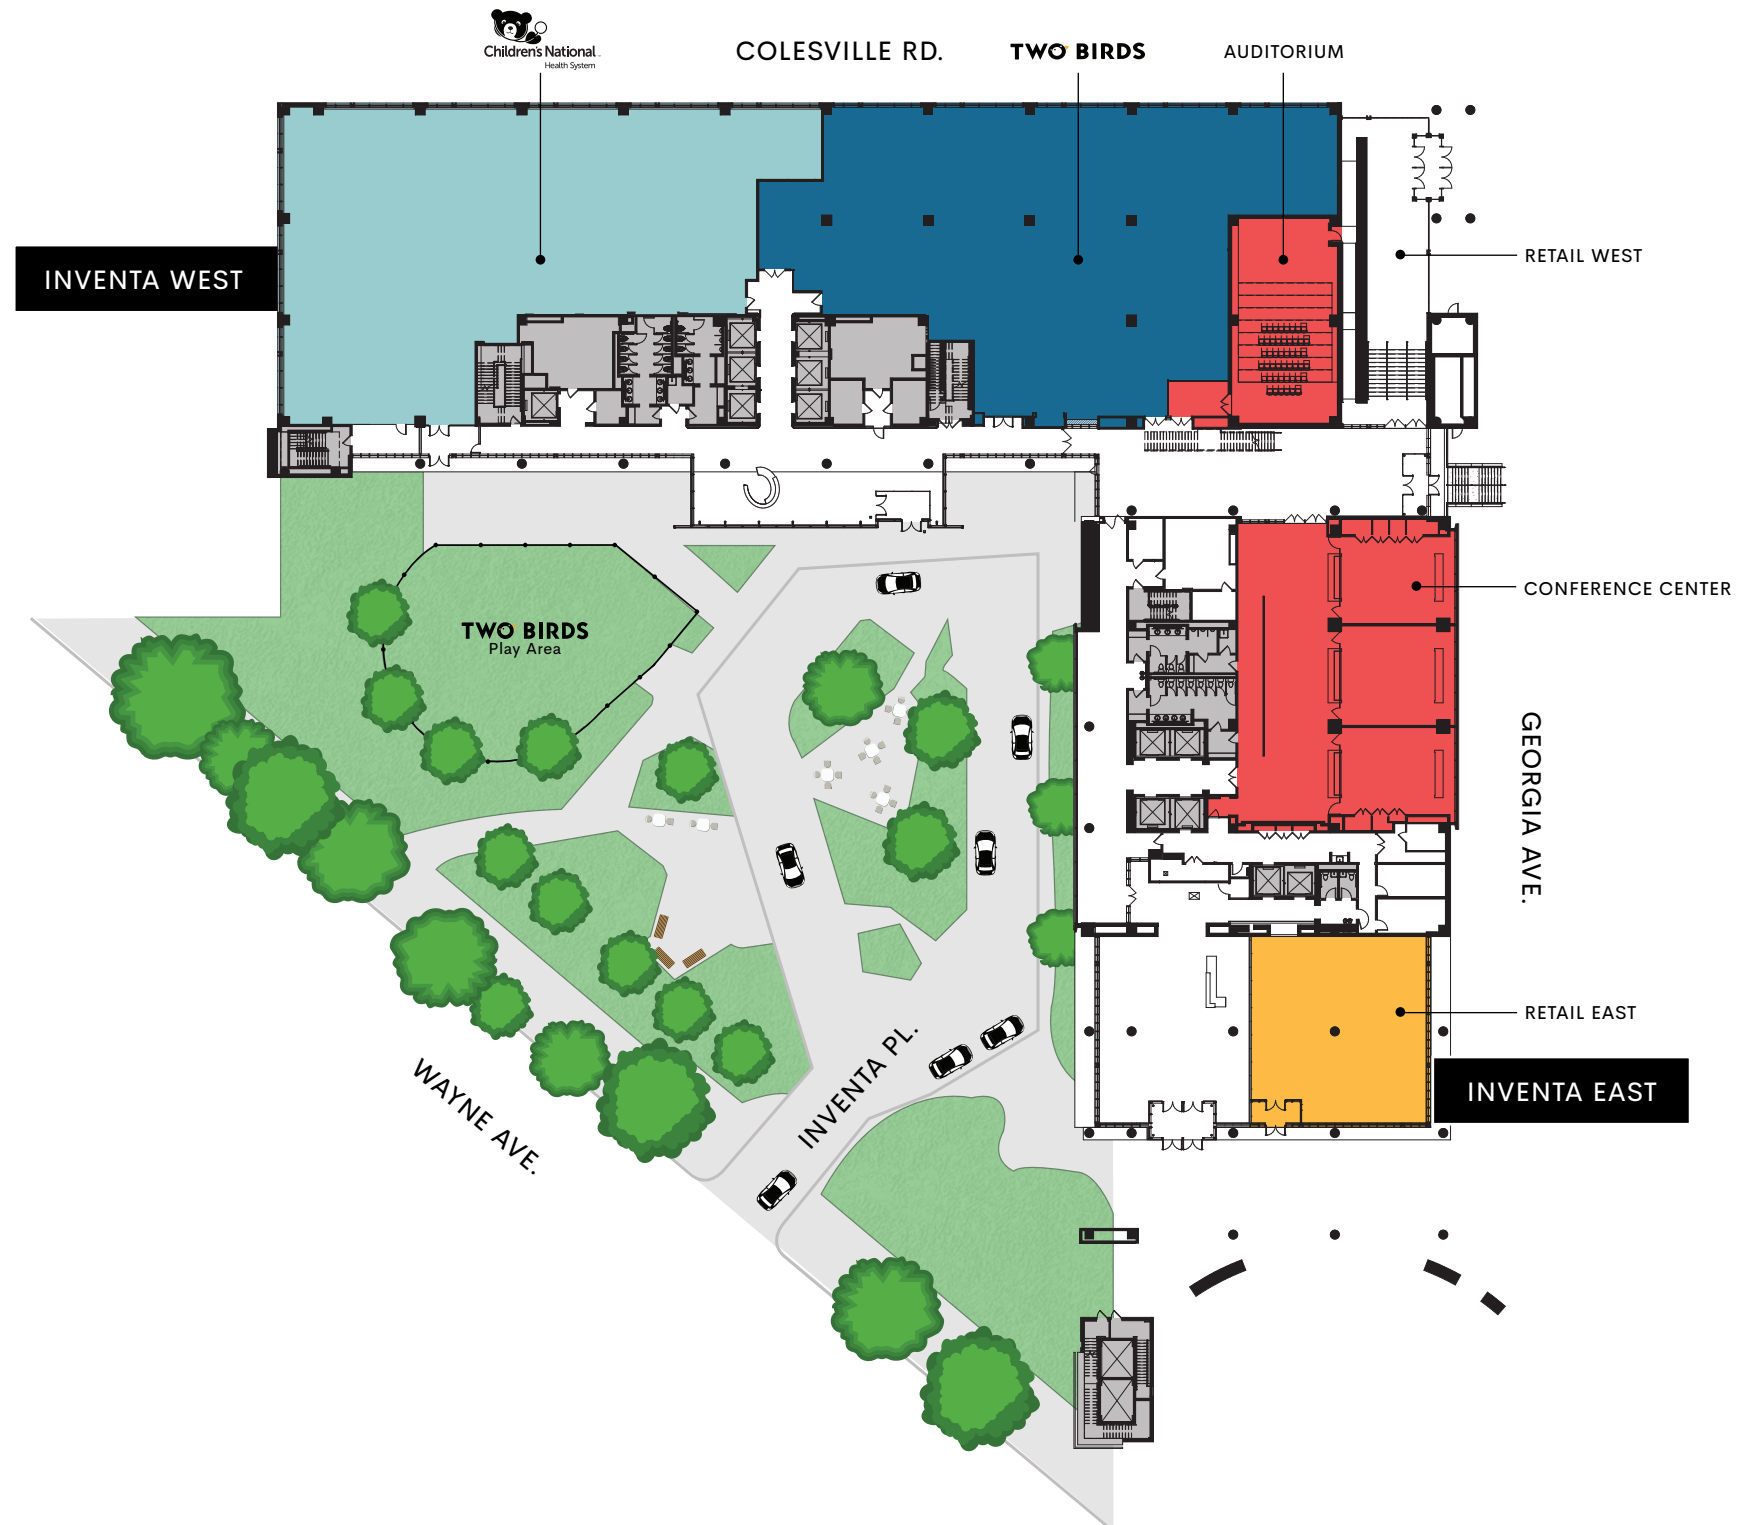 Children's National
Health System
COLESVILLE RD.
TWO BIRDS
AUDITORIUM
INVENTA WEST
RETAIL WEST
CONFERENCE CENTER
TWO BIRDS
Play Area
GEORGIA AVE.
RETAIL EAST
INVENTA EAST
INVENTA PL.
WAYNE AVE.